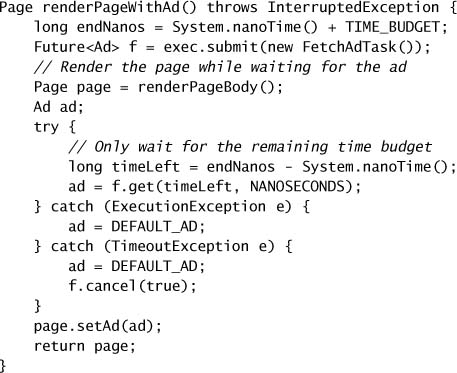 Page renderPageWithAd() throws InterruptedException {
    long endNanos = System.nanoTime() + TIME_BUDGET;
    Future<Ad> f = exec.submit(new FetchAdTask());
    // Render the page while waiting for the ad
    Page page = renderPageBody();
    Ad ad;
    try {
        // Only wait for the remaining time budget
        long timeLeft = endNanos - System.nanoTime();
        ad = f.get(timeLeft, NANOSECONDS);
    } catch (ExecutionException e) {
        ad = DEFAULT_AD;
    } catch (TimeoutException e) {
        ad = DEFAULT_AD;
        f.cancel(true);
    }
    page.setAd(ad);
    return page;
}